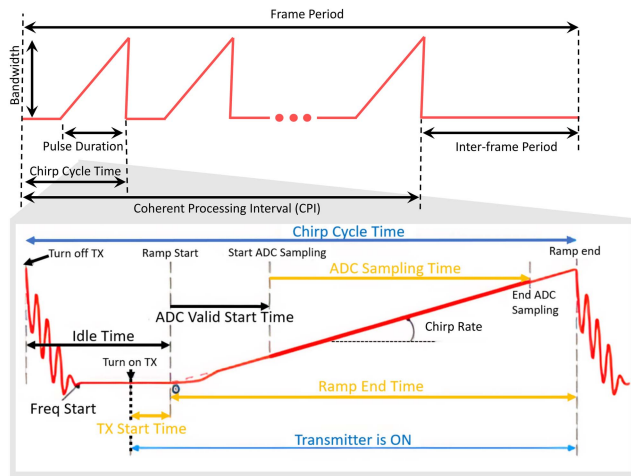 Frame Period
Bandwidth
Pulse Duration
Inter-frame Period
Chirp Cycle Time
Coherent Processing Interval (CPI)
Chirp Cycle Time
Turn off TX
Ramp Start
Start ADC Sampling
Ramp end
ADC Sampling Time
ADC Valid Start Time
End ADC
Sampling
Idle Time
Chirp Rate
Turn on TX
Freq Start
Ramp End Time
TX Start Time
Transmitter is ON